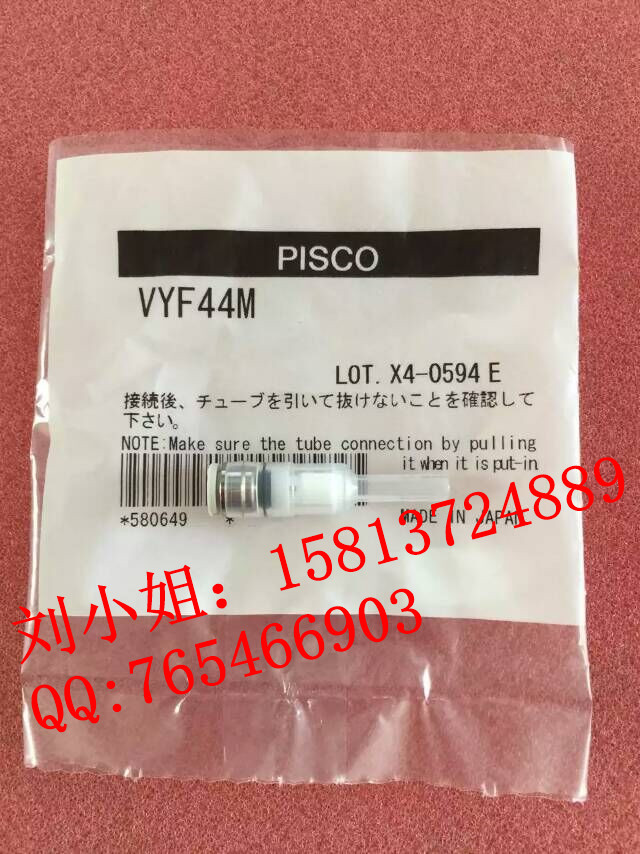 PISCO
VYF44M
LOT. X4-0594 E
接続後、チューブを引いて抜けないことを確認して
下さい。
NOTE:Make sure the tube connection by pulling
it when it is put-in
*580649 *
MADE IN JAPAN
刘小姐：15813724889
QQ:765466903